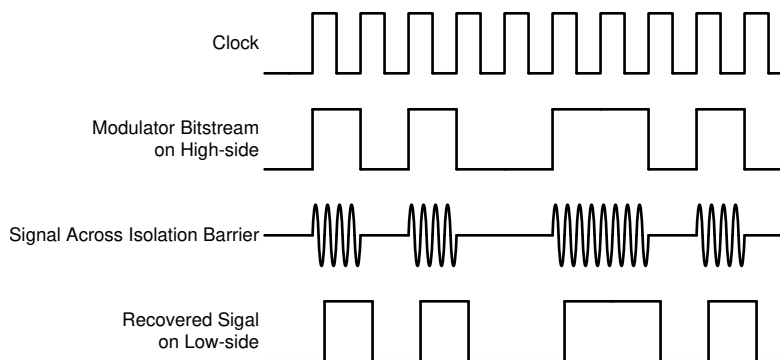 Clock
Modulator Bitstream
on High-side
Signal Across Isolation Barrier
Recovered Sigal
on Low-side